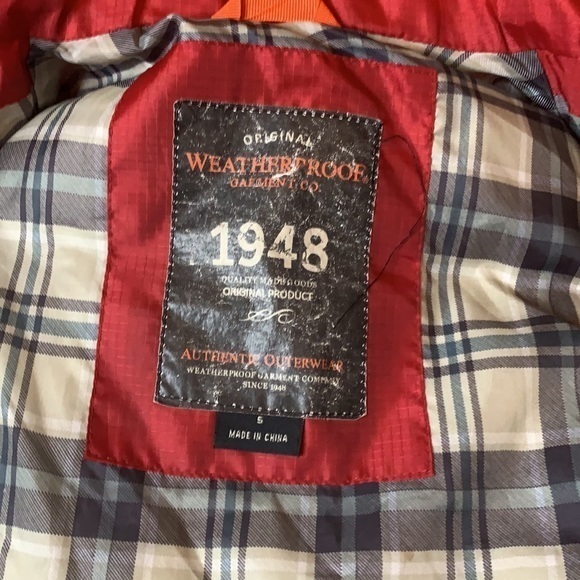 ORIGINAL
WEATHERPROOF
GARMENT CO.
1948
QUALITY MADE GOODS
ORIGINAL PRODUCT
AUTHENTIC OUTERWEAR
WEATHERPROOF GARMENT COMPANY
SINCE 1948
S
MADE IN CHINA